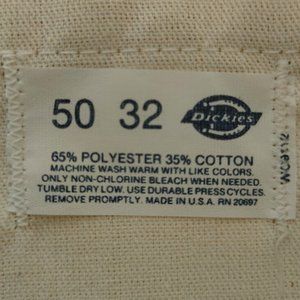 50 32 Dickies
65% POLYESTER 35% COTTON
MACHINE WASH WARM WITH LIKE COLORS.
ONLY NON-CHLORINE BLEACH WHEN NEEDED.
TUMBLE DRY LOW. USE DURABLE PRESS CYCLES.
REMOVE PROMPTLY. MADE IN U.S.A. RN 20697